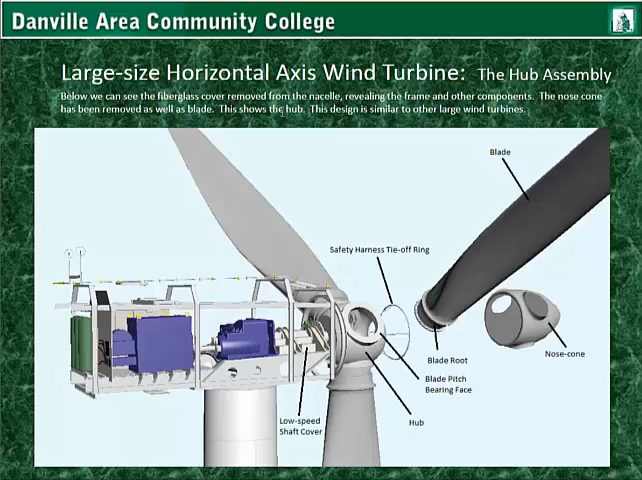 Danville Area Community College
Large-size Horizontal Axis Wind Turbine: The Hub Assembly
Below we can see the fiberglass cover removed from the nacelle, revealing the frame and other components. The nose cone
has been removed as well as blade. This shows the hub. This design is similar to other large wind turbines.
Blade
Safety Harness Tie-off Ring
Blade Root
Nose-cone
Blade Pitch
Bearing Face
Low-speed
Shaft Cover
Hub